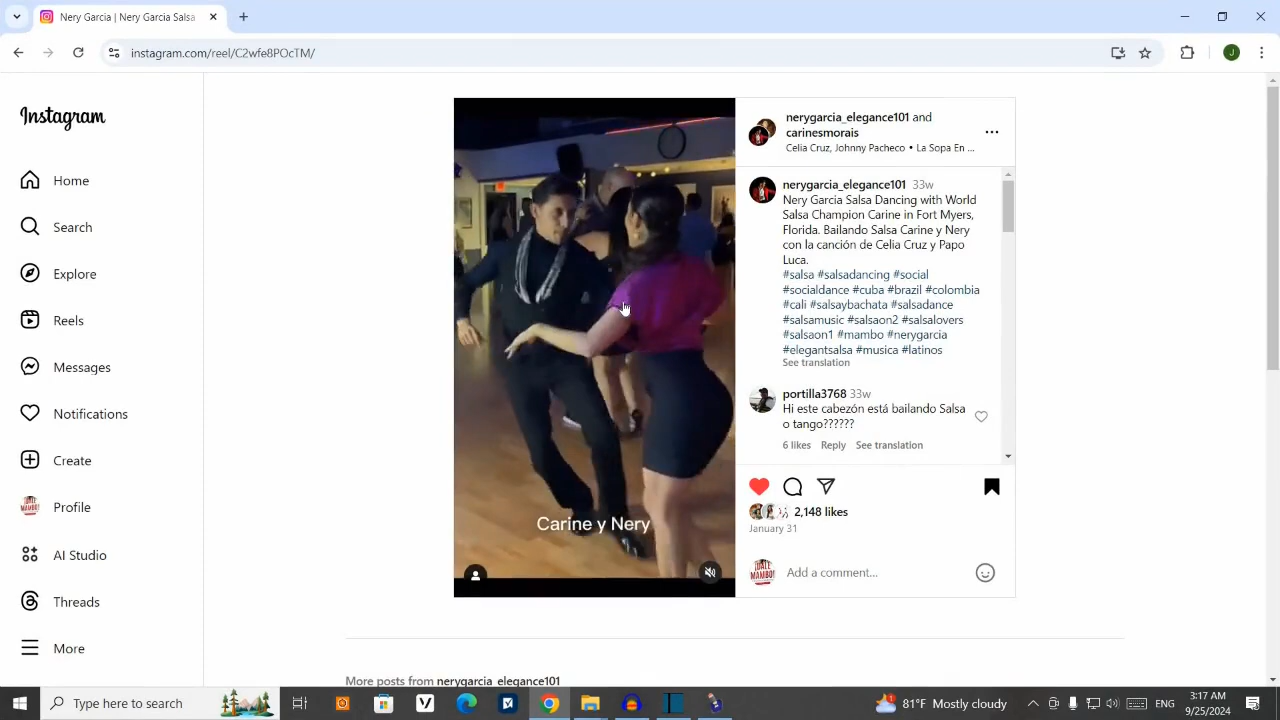 Nery Garcia | Nery Garcia Salsa
instagram.com/reel/C2wfe8POcTM/
J
Instagram
Home
Search
Explore
Reels
Messages
Notifications
Create
Profile
AI Studio
Threads
More
Carine y Nery
nerygarcia_elegance101 and
carinesmorais
Celia Cruz, Johnny Pacheco • La Sopa En ...
nerygarcia_elegance101 33w
Nery Garcia Salsa Dancing with World
Salsa Champion Carine in Fort Myers,
Florida. Bailando Salsa Carine y Nery
con la canción de Celia Cruz y Papo
Luca.
#salsa #salsadancing #social
#socialdance #cuba #brazil #colombia
#cali #salsaybachata #salsadance
#salsamusic #salsaon2 #salsalovers
#salsaon1 #mambo #nerygarcia
#elegantsalsa #musica #latinos
See translation
portilla3768 33w
Hi este cabezón está bailando Salsa
o tango??????
6 likes Reply See translation
2,148 likes
January 31
Add a comment...
More posts from nerygarcia_elegance101
Type here to search
81°F Mostly cloudy
ENG
3:17 AM
9/25/2024